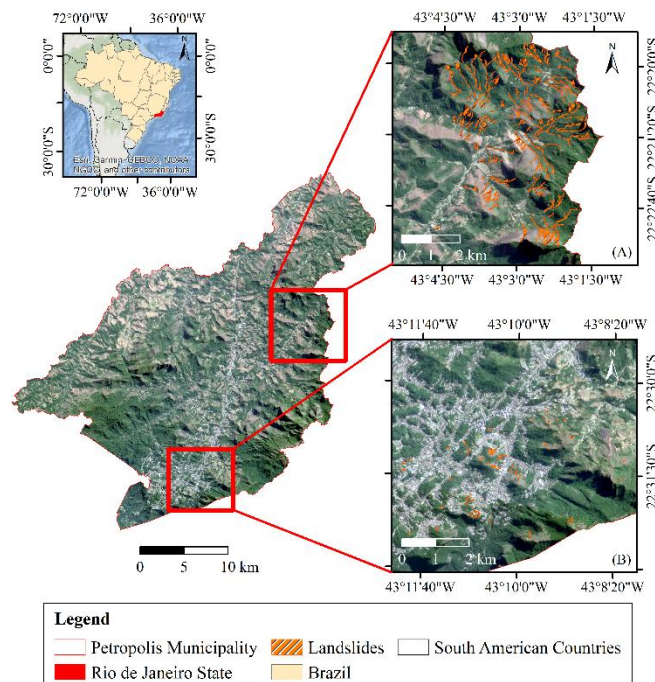 72°0'0"W 36°0'0"W
0°0'0"
0°0'0"
30°0'0"S
30°0'0"S
N
Esri, Garmin, GEBCO, NOAA
NGDC, and other contributors
72°0'0"W 36°0'0"W
43°4'30"W 43°3'0"W 43°1'30"W
N
22°20'0"S
22°21'20"S
22°22'40"S
0 1 2 km
(A)
43°4'30"W 43°3'0"W 43°1'30"W
43°11'40"W 43°10'0"W 43°8'20"W
N
22°30'0"S
22°31'30"S
0 1 2 km
(B)
43°11'40"W 43°10'0"W 43°8'20"W
0 5 10 km
Legend
Petropolis Municipality Landslides South American Countries
Rio de Janeiro State Brazil